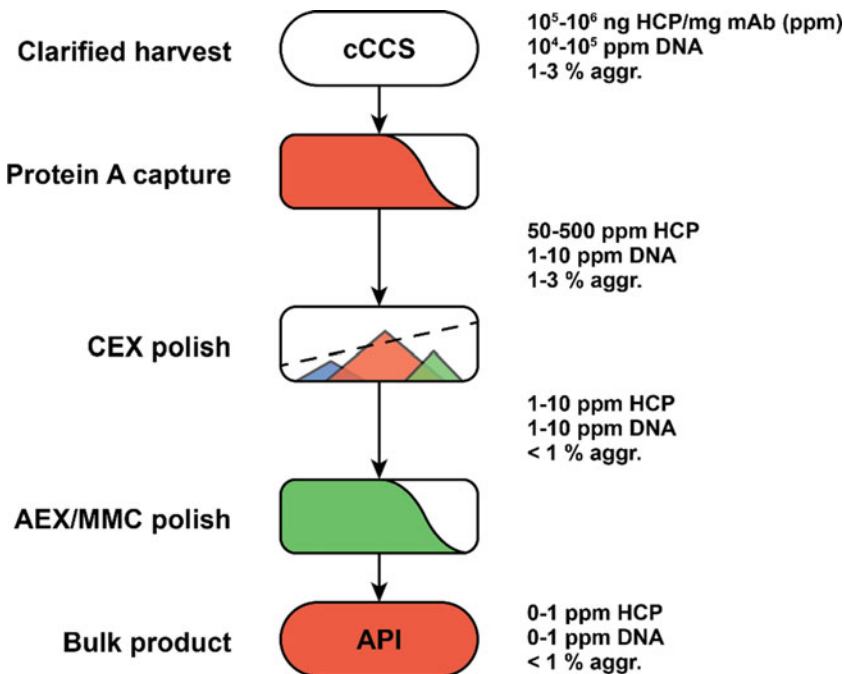 Clarified harvest
cCCS
10⁵-10⁶ ng HCP/mg mAb (ppm)
10⁴-10⁵ ppm DNA
1-3 % aggr.
Protein A capture
50-500 ppm HCP
1-10 ppm DNA
1-3 % aggr.
CEX polish
1-10 ppm HCP
1-10 ppm DNA
< 1 % aggr.
AEX/MMC polish
Bulk product
API
0-1 ppm HCP
0-1 ppm DNA
< 1 % aggr.